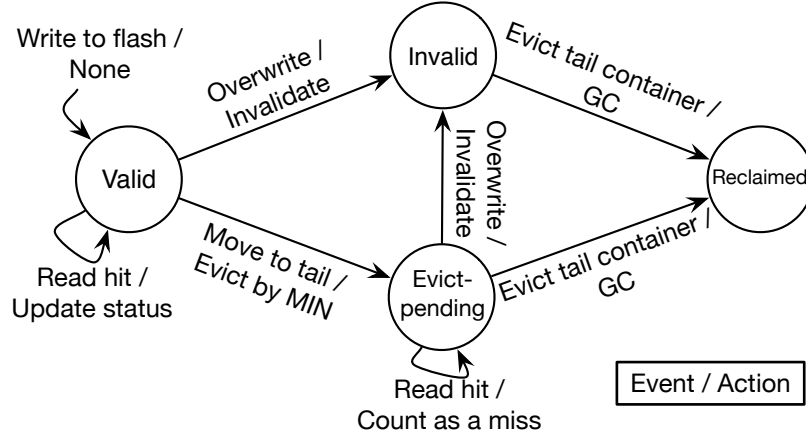 Write to flash /
None
Overwrite /
Invalidate
Invalid
Evict tail container /
GC
Valid
Overwrite /
Invalidate
Reclaimed
Read hit /
Update status
Move to tail /
Evict by MIN
Evict-
pending
Evict tail container /
GC
Read hit /
Count as a miss
Event / Action